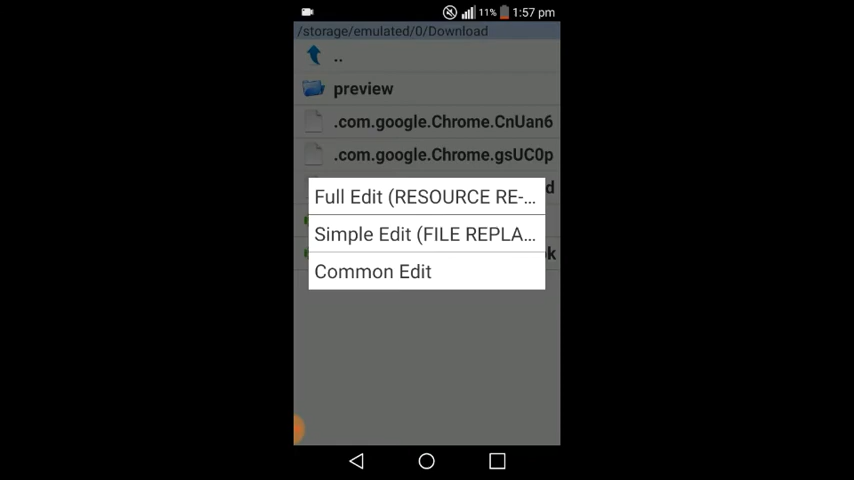 11% 1:57 pm
/storage/emulated/0/Download
..
preview
.com.google.Chrome.CnUan6
.com.google.Chrome.gsUC0p
d
Full Edit (RESOURCE RE-...
Simple Edit (FILE REPLA...
k
Common Edit